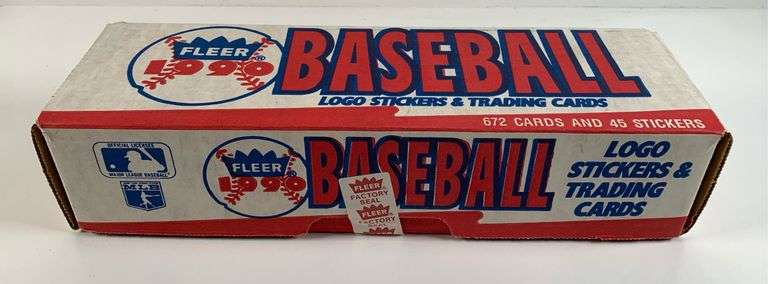 FLEER
1990
BASEBALL
LOGO STICKERS & TRADING CARDS
672 CARDS AND 45 STICKERS
OFFICIAL LICENSEE
MAJOR LEAGUE BASEBALL
FLEER
1990
BASEBALL
LOGO
STICKERS &
TRADING
CARDS
FLEER
FACTORY
SEAL
FLEER
FACTORY
SEAL